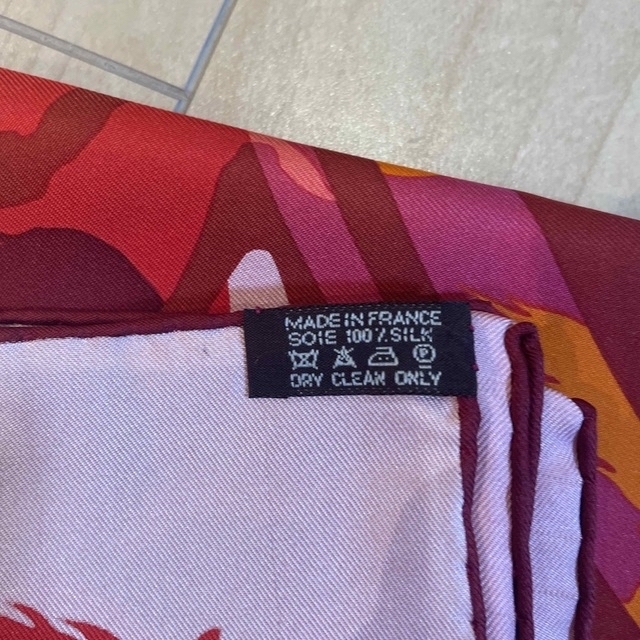 MADE IN FRANCE
SOIE 100% SILK
P
DRY CLEAN ONLY